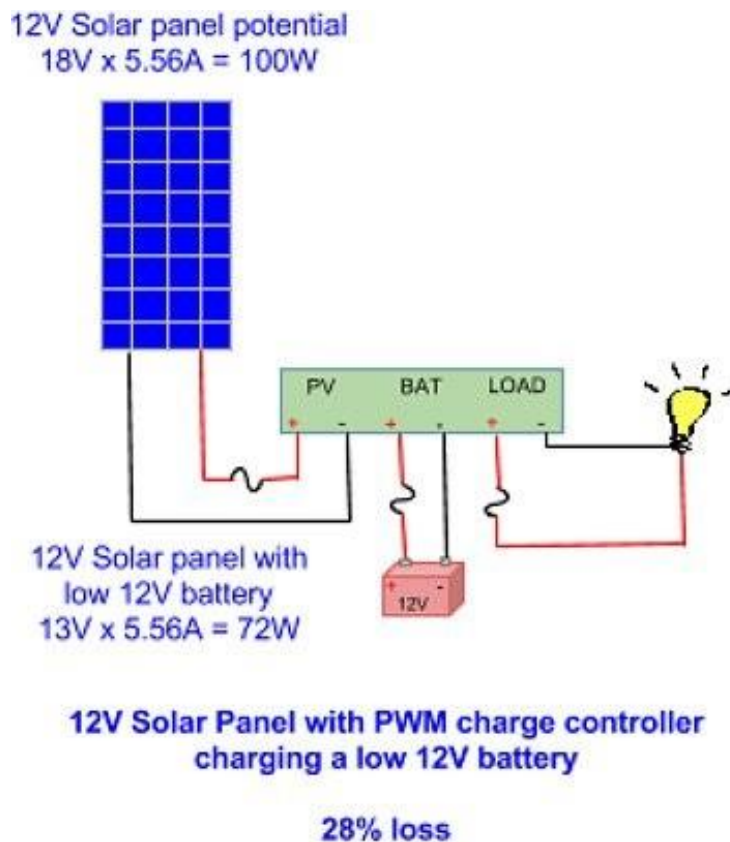 12V Solar panel potential
18V x 5.56A = 100W
PV BAT LOAD
+ - + - + -
12V Solar panel with
low 12V battery
13V x 5.56A = 72W
+ -
12V
12V Solar Panel with PWM charge controller
charging a low 12V battery
28% loss